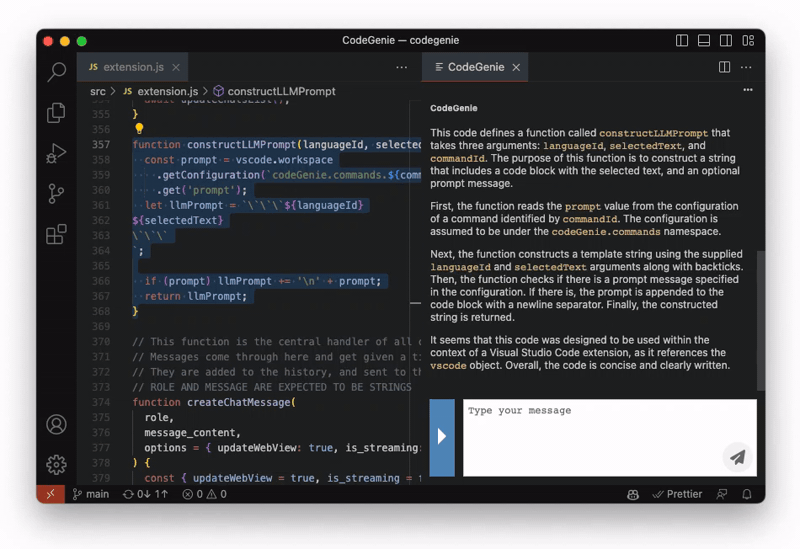 CodeGenie — codegenie
JS extension.js ×
src > JS extension.js > constructLLMPrompt
354 await updateChatsList();
355 }
356
357 function constructLLMPrompt(languageId, selected
358 const prompt = vscode.workspace
359 .getConfiguration(`codeGenie.commands.${comm
360 .get('prompt');
361 let llmPrompt = `\`\`\`${languageId}
362 ${selectedText}
363 \`\`\`
364 `;
365
366 if (prompt) llmPrompt += '\n' + prompt;
367 return llmPrompt;
368 }
369
370 // This function is the central handler of all c
371 // Messages come through here and get given a ti
372 // They are added to the history, and sent to th
373 // ROLE AND MESSAGE ARE EXPECTED TO BE STRINGS
374 function createChatMessage(
375 role,
376 message_content,
377 options = { updateWebView: true, is_streaming:
378 ) {
379 const { updateWebView = true, is_streaming =
CodeGenie ×
CodeGenie
This code defines a function called constructLLMPrompt that
takes three arguments: languageId, selectedText, and
commandId. The purpose of this function is to construct a string
that includes a code block with the selected text, and an optional
prompt message.
First, the function reads the prompt value from the configuration
of a command identified by commandId. The configuration is
assumed to be under the codeGenie.commands namespace.
Next, the function constructs a template string using the supplied
languageId and selectedText arguments along with backticks.
Then, the function checks if there is a prompt message specified
in the configuration. If there is, the prompt is appended to the
code block with a newline separator. Finally, the constructed
string is returned.
It seems that this code was designed to be used within the
context of a Visual Studio Code extension, as it references the
vscode object. Overall, the code is concise and clearly written.
Type your message
main 0↓ 1↑ 0 0 Prettier